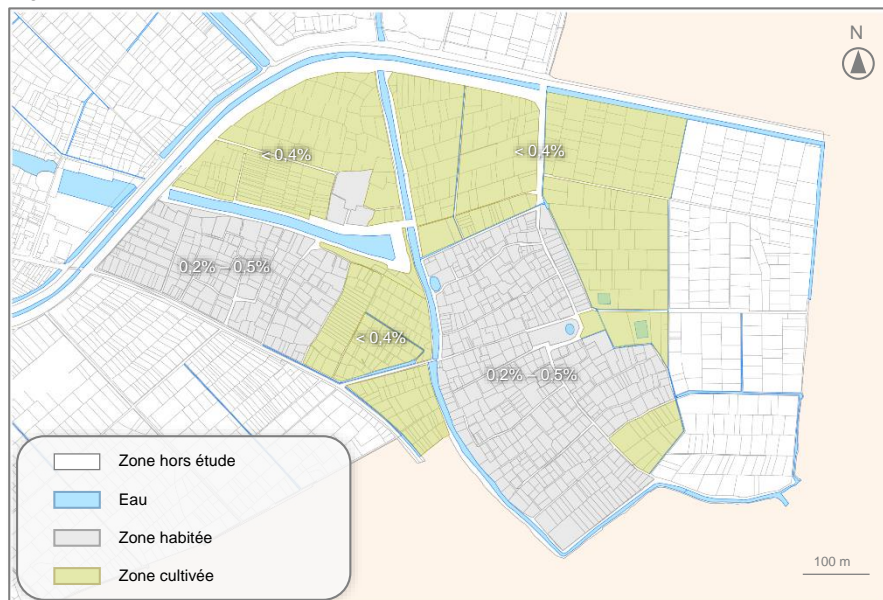 N
< 0,4%
< 0,4%
0,2% – 0,5%
< 0,4%
0,2% – 0,5%
Zone hors étude
Eau
Zone habitée
Zone cultivée
100 m